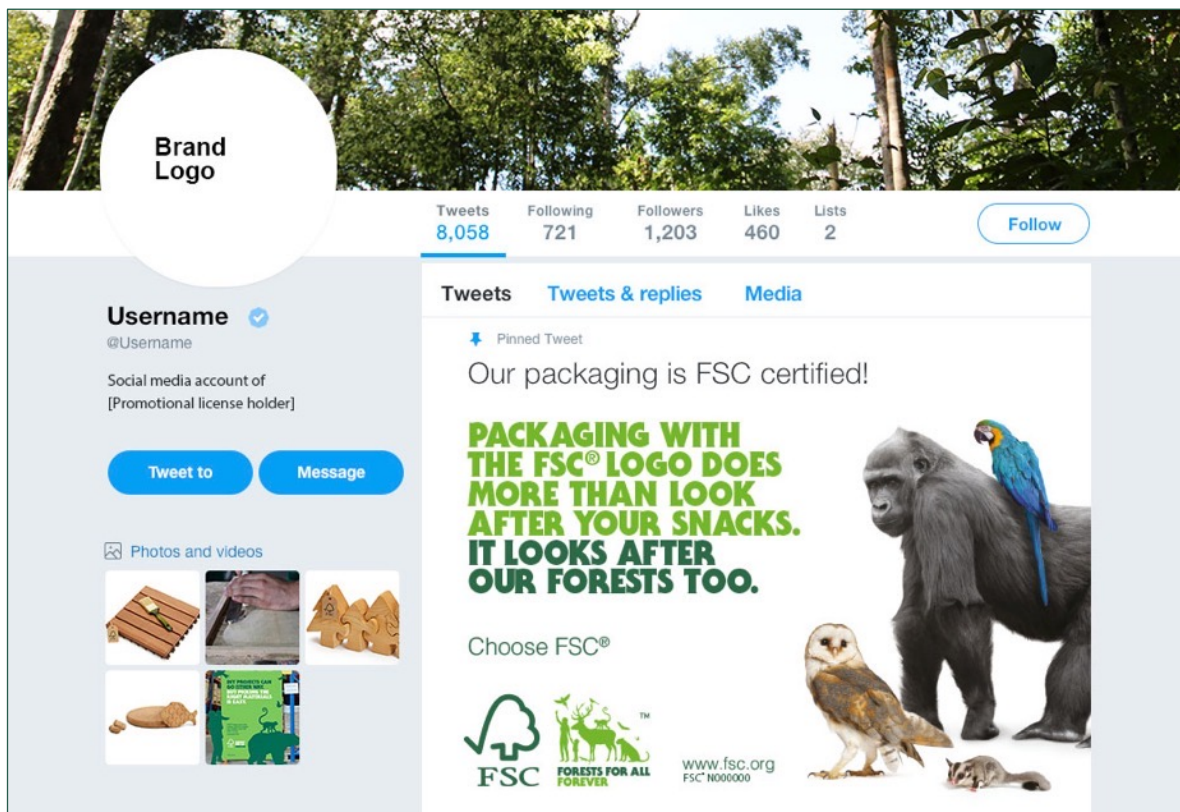 Brand
Logo
Tweets
8,058
Following
721
Followers
1,203
Likes
460
Lists
2
Follow
Username
@Username
Social media account of
[Promotional license holder]
Tweet to
Message
Photos and videos
Tweets
Tweets & replies
Media
Pinned Tweet
Our packaging is FSC certified!
PACKAGING WITH
THE FSC® LOGO DOES
MORE THAN LOOK
AFTER YOUR SNACKS.
IT LOOKS AFTER
OUR FORESTS TOO.
Choose FSC®
FSC
FORESTS FOR ALL
FOREVER
™
www.fsc.org
FSC® N000000